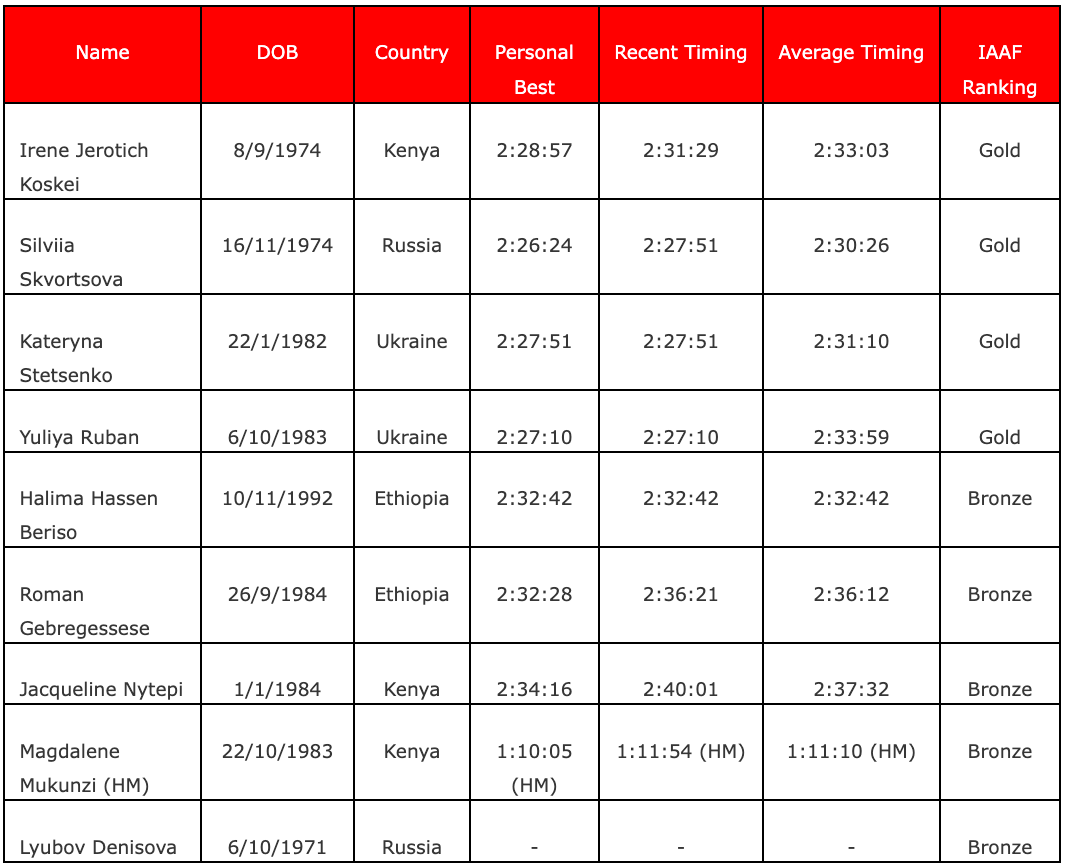 Name DOB Country Personal Best Recent Timing Average Timing IAAF Ranking
Irene Jerotich Koskei 8/9/1974 Kenya 2:28:57 2:31:29 2:33:03 Gold
Silviia Skvortsova 16/11/1974 Russia 2:26:24 2:27:51 2:30:26 Gold
Kateryna Stetsenko 22/1/1982 Ukraine 2:27:51 2:27:51 2:31:10 Gold
Yuliya Ruban 6/10/1983 Ukraine 2:27:10 2:27:10 2:33:59 Gold
Halima Hassen Beriso 10/11/1992 Ethiopia 2:32:42 2:32:42 2:32:42 Bronze
Roman Gebregessese 26/9/1984 Ethiopia 2:32:28 2:36:21 2:36:12 Bronze
Jacqueline Nytepi 1/1/1984 Kenya 2:34:16 2:40:01 2:37:32 Bronze
Magdalene Mukunzi (HM) 22/10/1983 Kenya 1:10:05 (HM) 1:11:54 (HM) 1:11:10 (HM) Bronze
Lyubov Denisova 6/10/1971 Russia - - - Bronze